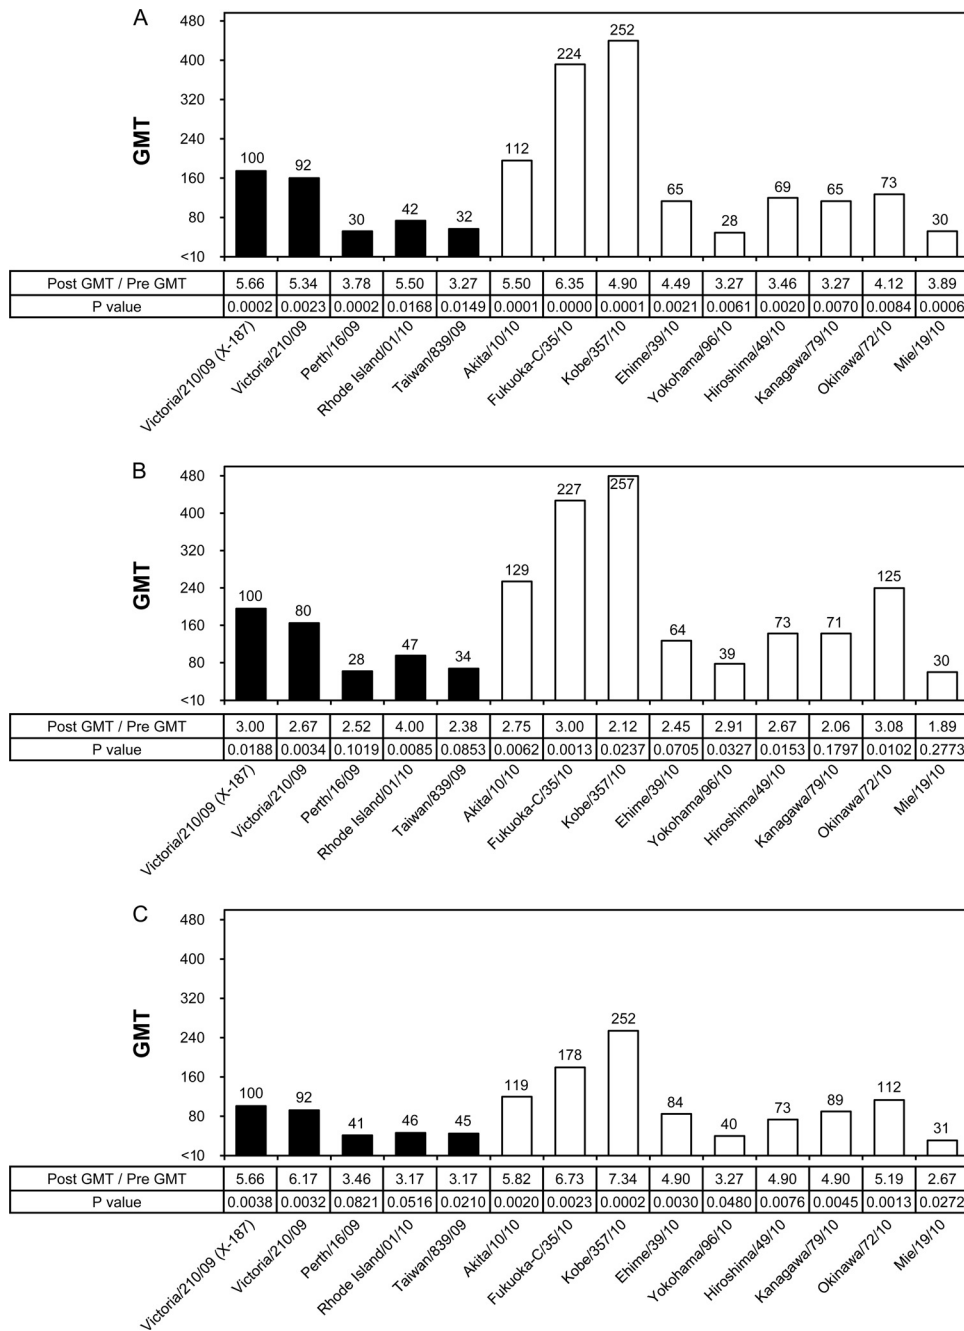 A
GMT
480
400
320
240
160
80
<10
100 92 30 42 32 112 224 252 65 28 69 65 73 30
Post GMT / Pre GMT 5.66 5.34 3.78 5.50 3.27 5.50 6.35 4.90 4.49 3.27 3.46 3.27 4.12 3.89
P value 0.0002 0.0023 0.0002 0.0168 0.0149 0.0001 0.0000 0.0001 0.0021 0.0061 0.0020 0.0070 0.0084 0.0006
Victoria/210/09 (X-187)
Victoria/210/09
Perth/16/09
Rhode Island/01/10
Taiwan/839/09
Akita/10/10
Fukuoka-C/35/10
Kobe/357/10
Ehime/39/10
Yokohama/96/10
Hiroshima/49/10
Kanagawa/79/10
Okinawa/72/10
Mie/19/10
B
GMT
480
400
320
240
160
80
<10
100 80 28 47 34 129 227 257 64 39 73 71 125 30
Post GMT / Pre GMT 3.00 2.67 2.52 4.00 2.38 2.75 3.00 2.12 2.45 2.91 2.67 2.06 3.08 1.89
P value 0.0188 0.0034 0.1019 0.0085 0.0853 0.0062 0.0013 0.0237 0.0705 0.0327 0.0153 0.1797 0.0102 0.2773
Victoria/210/09 (X-187)
Victoria/210/09
Perth/16/09
Rhode Island/01/10
Taiwan/839/09
Akita/10/10
Fukuoka-C/35/10
Kobe/357/10
Ehime/39/10
Yokohama/96/10
Hiroshima/49/10
Kanagawa/79/10
Okinawa/72/10
Mie/19/10
C
GMT
480
400
320
240
160
80
<10
100 92 41 46 45 119 178 252 84 40 73 89 112 31
Post GMT / Pre GMT 5.66 6.17 3.46 3.17 3.17 5.82 6.73 7.34 4.90 3.27 4.90 4.90 5.19 2.67
P value 0.0038 0.0032 0.0821 0.0516 0.0210 0.0020 0.0023 0.0002 0.0030 0.0480 0.0076 0.0045 0.0013 0.0272
Victoria/210/09 (X-187)
Victoria/210/09
Perth/16/09
Rhode Island/01/10
Taiwan/839/09
Akita/10/10
Fukuoka-C/35/10
Kobe/357/10
Ehime/39/10
Yokohama/96/10
Hiroshima/49/10
Kanagawa/79/10
Okinawa/72/10
Mie/19/10